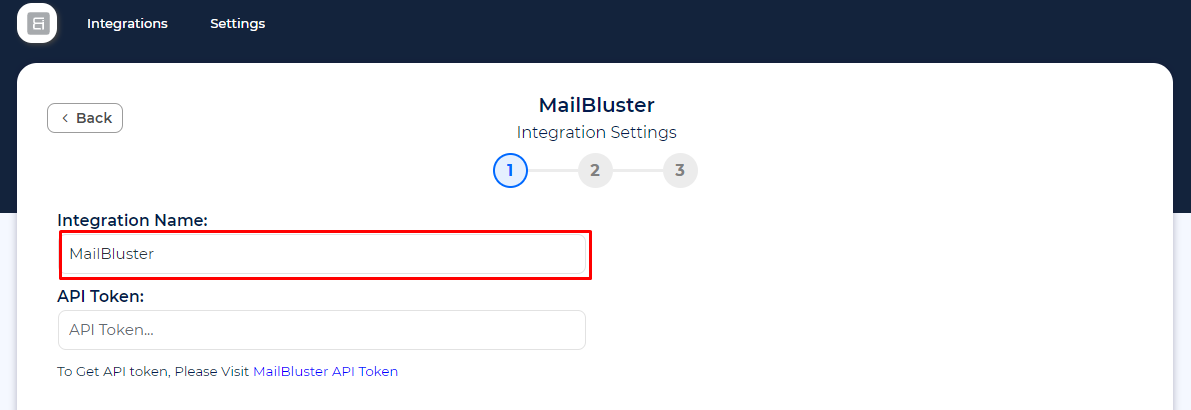 Integrations Settings
Back
MailBluster
Integration Settings
1 2 3
Integration Name:
MailBluster
API Token:
API Token...
To Get API token, Please Visit MailBluster API Token